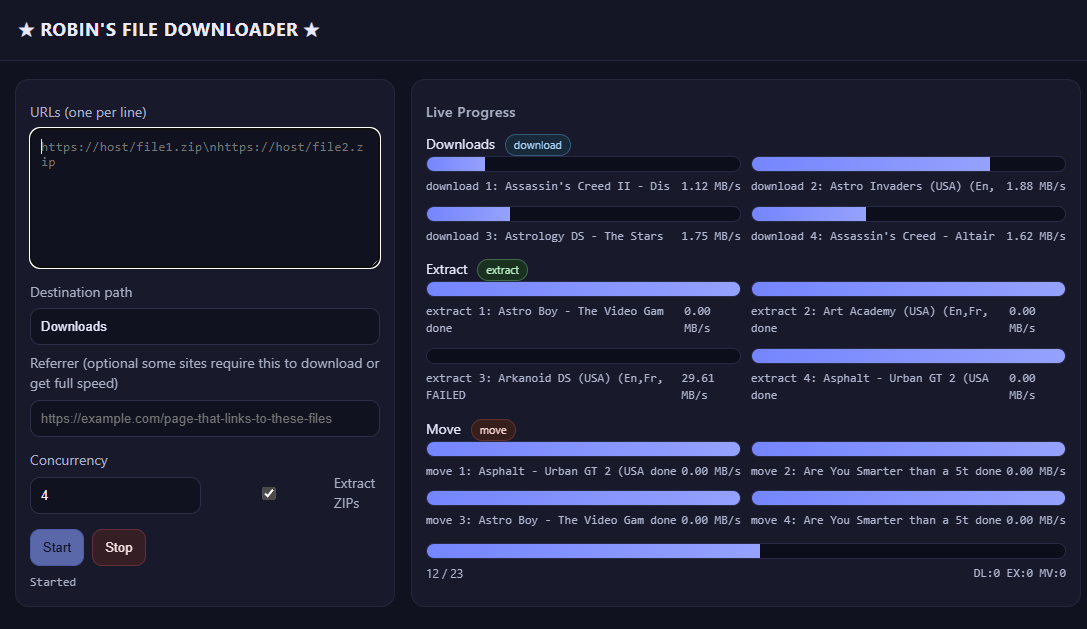 ★ ROBIN'S FILE DOWNLOADER ★
URLs (one per line)
https://host/file1.zip\nhttps://host/file2.z
ip
Destination path
Downloads
Referrer (optional some sites require this to download or
get full speed)
https://example.com/page-that-links-to-these-files
Concurrency
4
Extract
ZIPs
Start
Stop
Started
Live Progress
Downloads download
download 1: Assassin's Creed II - Dis 1.12 MB/s
download 2: Astro Invaders (USA) (En, 1.88 MB/s
download 3: Astrology DS - The Stars 1.75 MB/s
download 4: Assassin's Creed - Altair 1.62 MB/s
Extract extract
extract 1: Astro Boy - The Video Gam 0.00
done MB/s
extract 2: Art Academy (USA) (En,Fr, 0.00
done MB/s
extract 3: Arkanoid DS (USA) (En,Fr, 29.61
FAILED MB/s
extract 4: Asphalt - Urban GT 2 (USA 0.00
done MB/s
Move move
move 1: Asphalt - Urban GT 2 (USA done 0.00 MB/s
move 2: Are You Smarter than a 5t done 0.00 MB/s
move 3: Astro Boy - The Video Gam done 0.00 MB/s
move 4: Are You Smarter than a 5t done 0.00 MB/s
12 / 23
DL:0 EX:0 MV:0